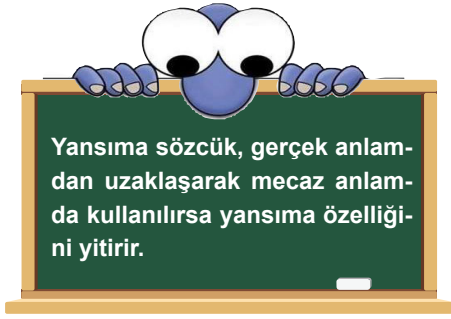 Yansıma sözcük, gerçek anlam-
dan uzaklaşarak mecaz anlam-
da kullanılırsa yansıma özelliği-
ni yitirir.